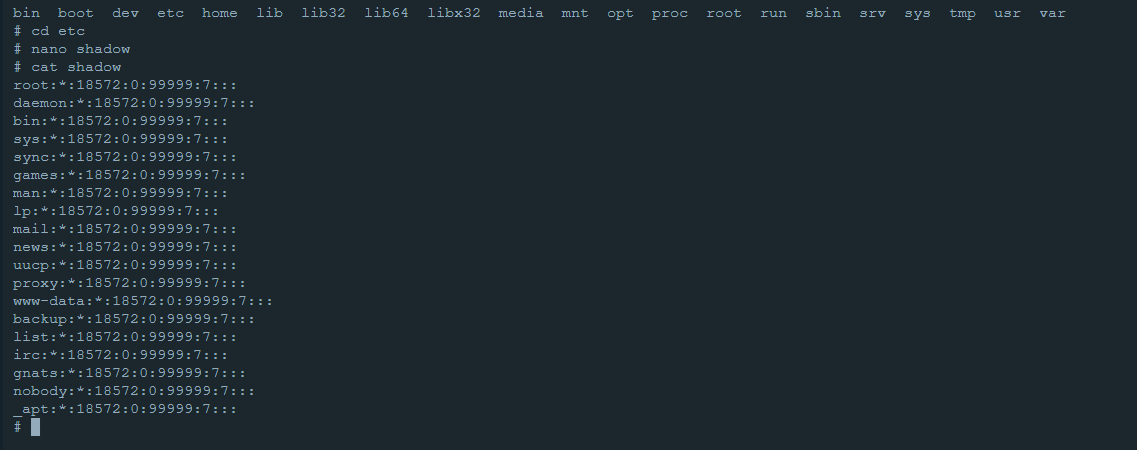 bin  boot  dev  etc  home  lib  lib32  lib64  libx32  media  mnt  opt  proc  root  run  sbin  srv  sys  tmp  usr  var
# cd etc
# nano shadow
# cat shadow
root:*:18572:0:99999:7:::
daemon:*:18572:0:99999:7:::
bin:*:18572:0:99999:7:::
sys:*:18572:0:99999:7:::
sync:*:18572:0:99999:7:::
games:*:18572:0:99999:7:::
man:*:18572:0:99999:7:::
lp:*:18572:0:99999:7:::
mail:*:18572:0:99999:7:::
news:*:18572:0:99999:7:::
uucp:*:18572:0:99999:7:::
proxy:*:18572:0:99999:7:::
www-data:*:18572:0:99999:7:::
backup:*:18572:0:99999:7:::
list:*:18572:0:99999:7:::
irc:*:18572:0:99999:7:::
gnats:*:18572:0:99999:7:::
nobody:*:18572:0:99999:7:::
_apt:*:18572:0:99999:7:::
#